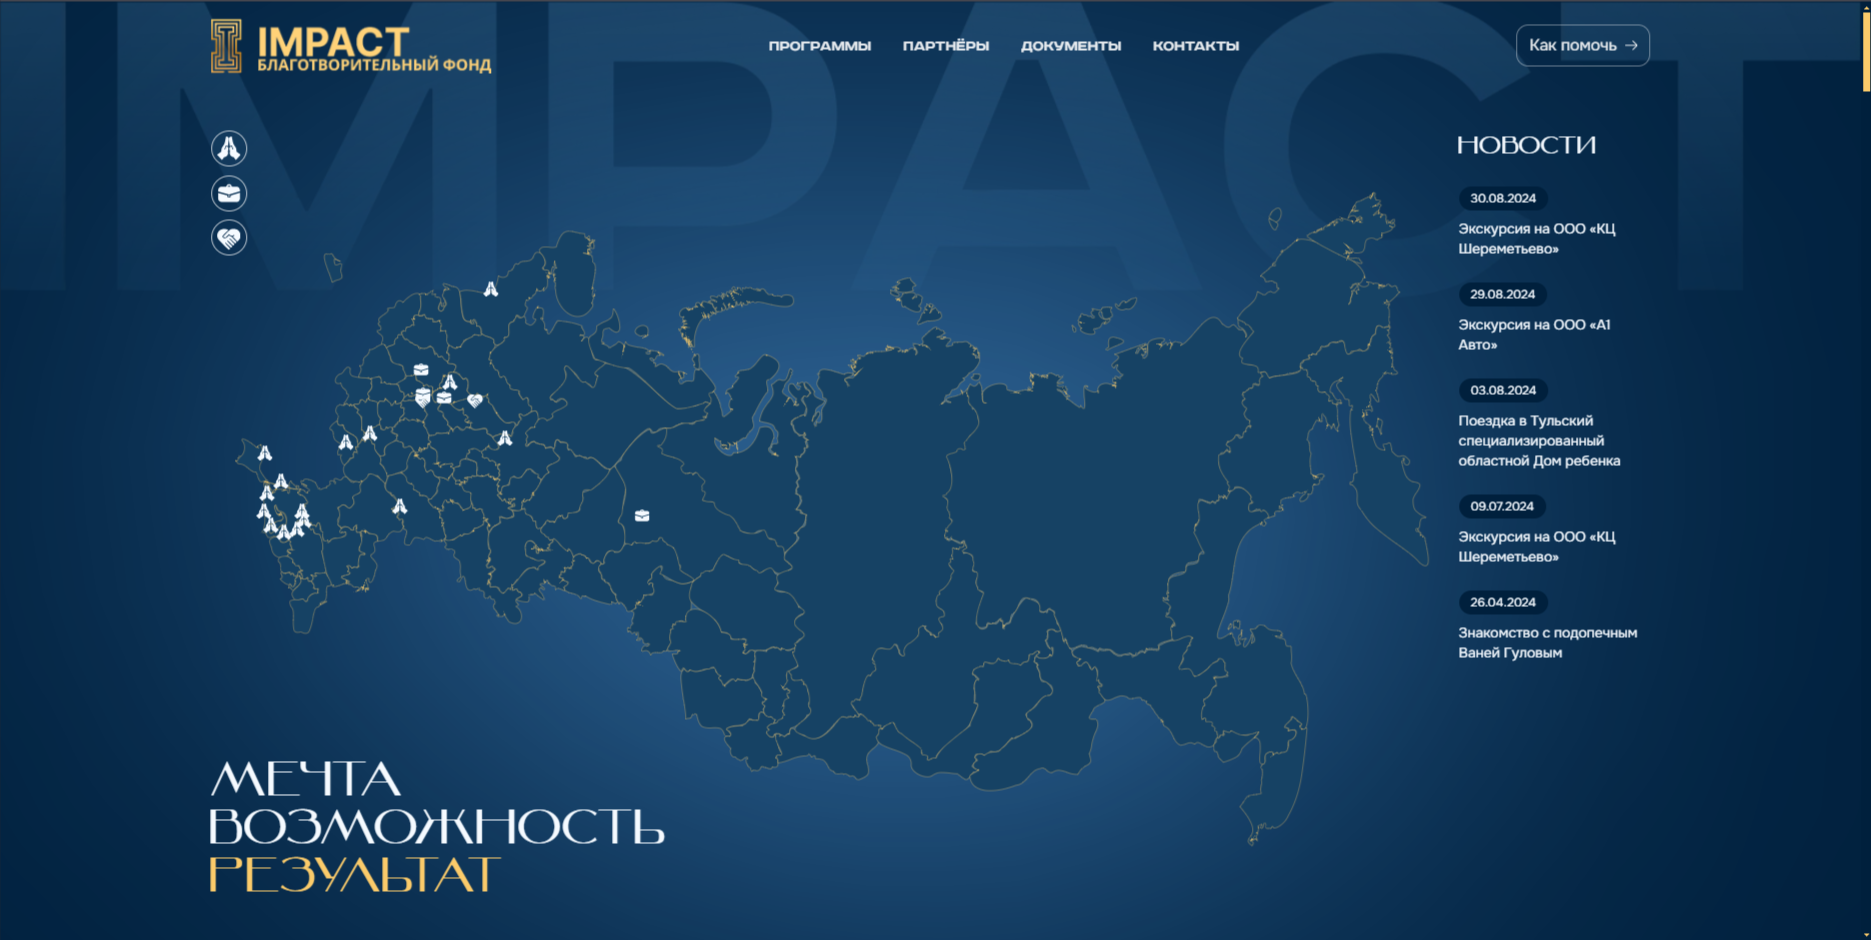 IMPACT
IMPACT
БЛАГОТВОРИТЕЛЬНЫЙ ФОНД
ПРОГРАММЫ
ПАРТНЁРЫ
ДОКУМЕНТЫ
КОНТАКТЫ
Как помочь →
НОВОСТИ
30.08.2024
Экскурсия на ООО «КЦ
Шереметьево»
29.08.2024
Экскурсия на ООО «А1
Авто»
03.08.2024
Поездка в Тульский
специализированный
областной Дом ребенка
09.07.2024
Экскурсия на ООО «КЦ
Шереметьево»
26.04.2024
Знакомство с подопечным
Ваней Гуловым
МЕЧТА
ВОЗМОЖНОСТЬ
РЕЗУЛЬТАТ